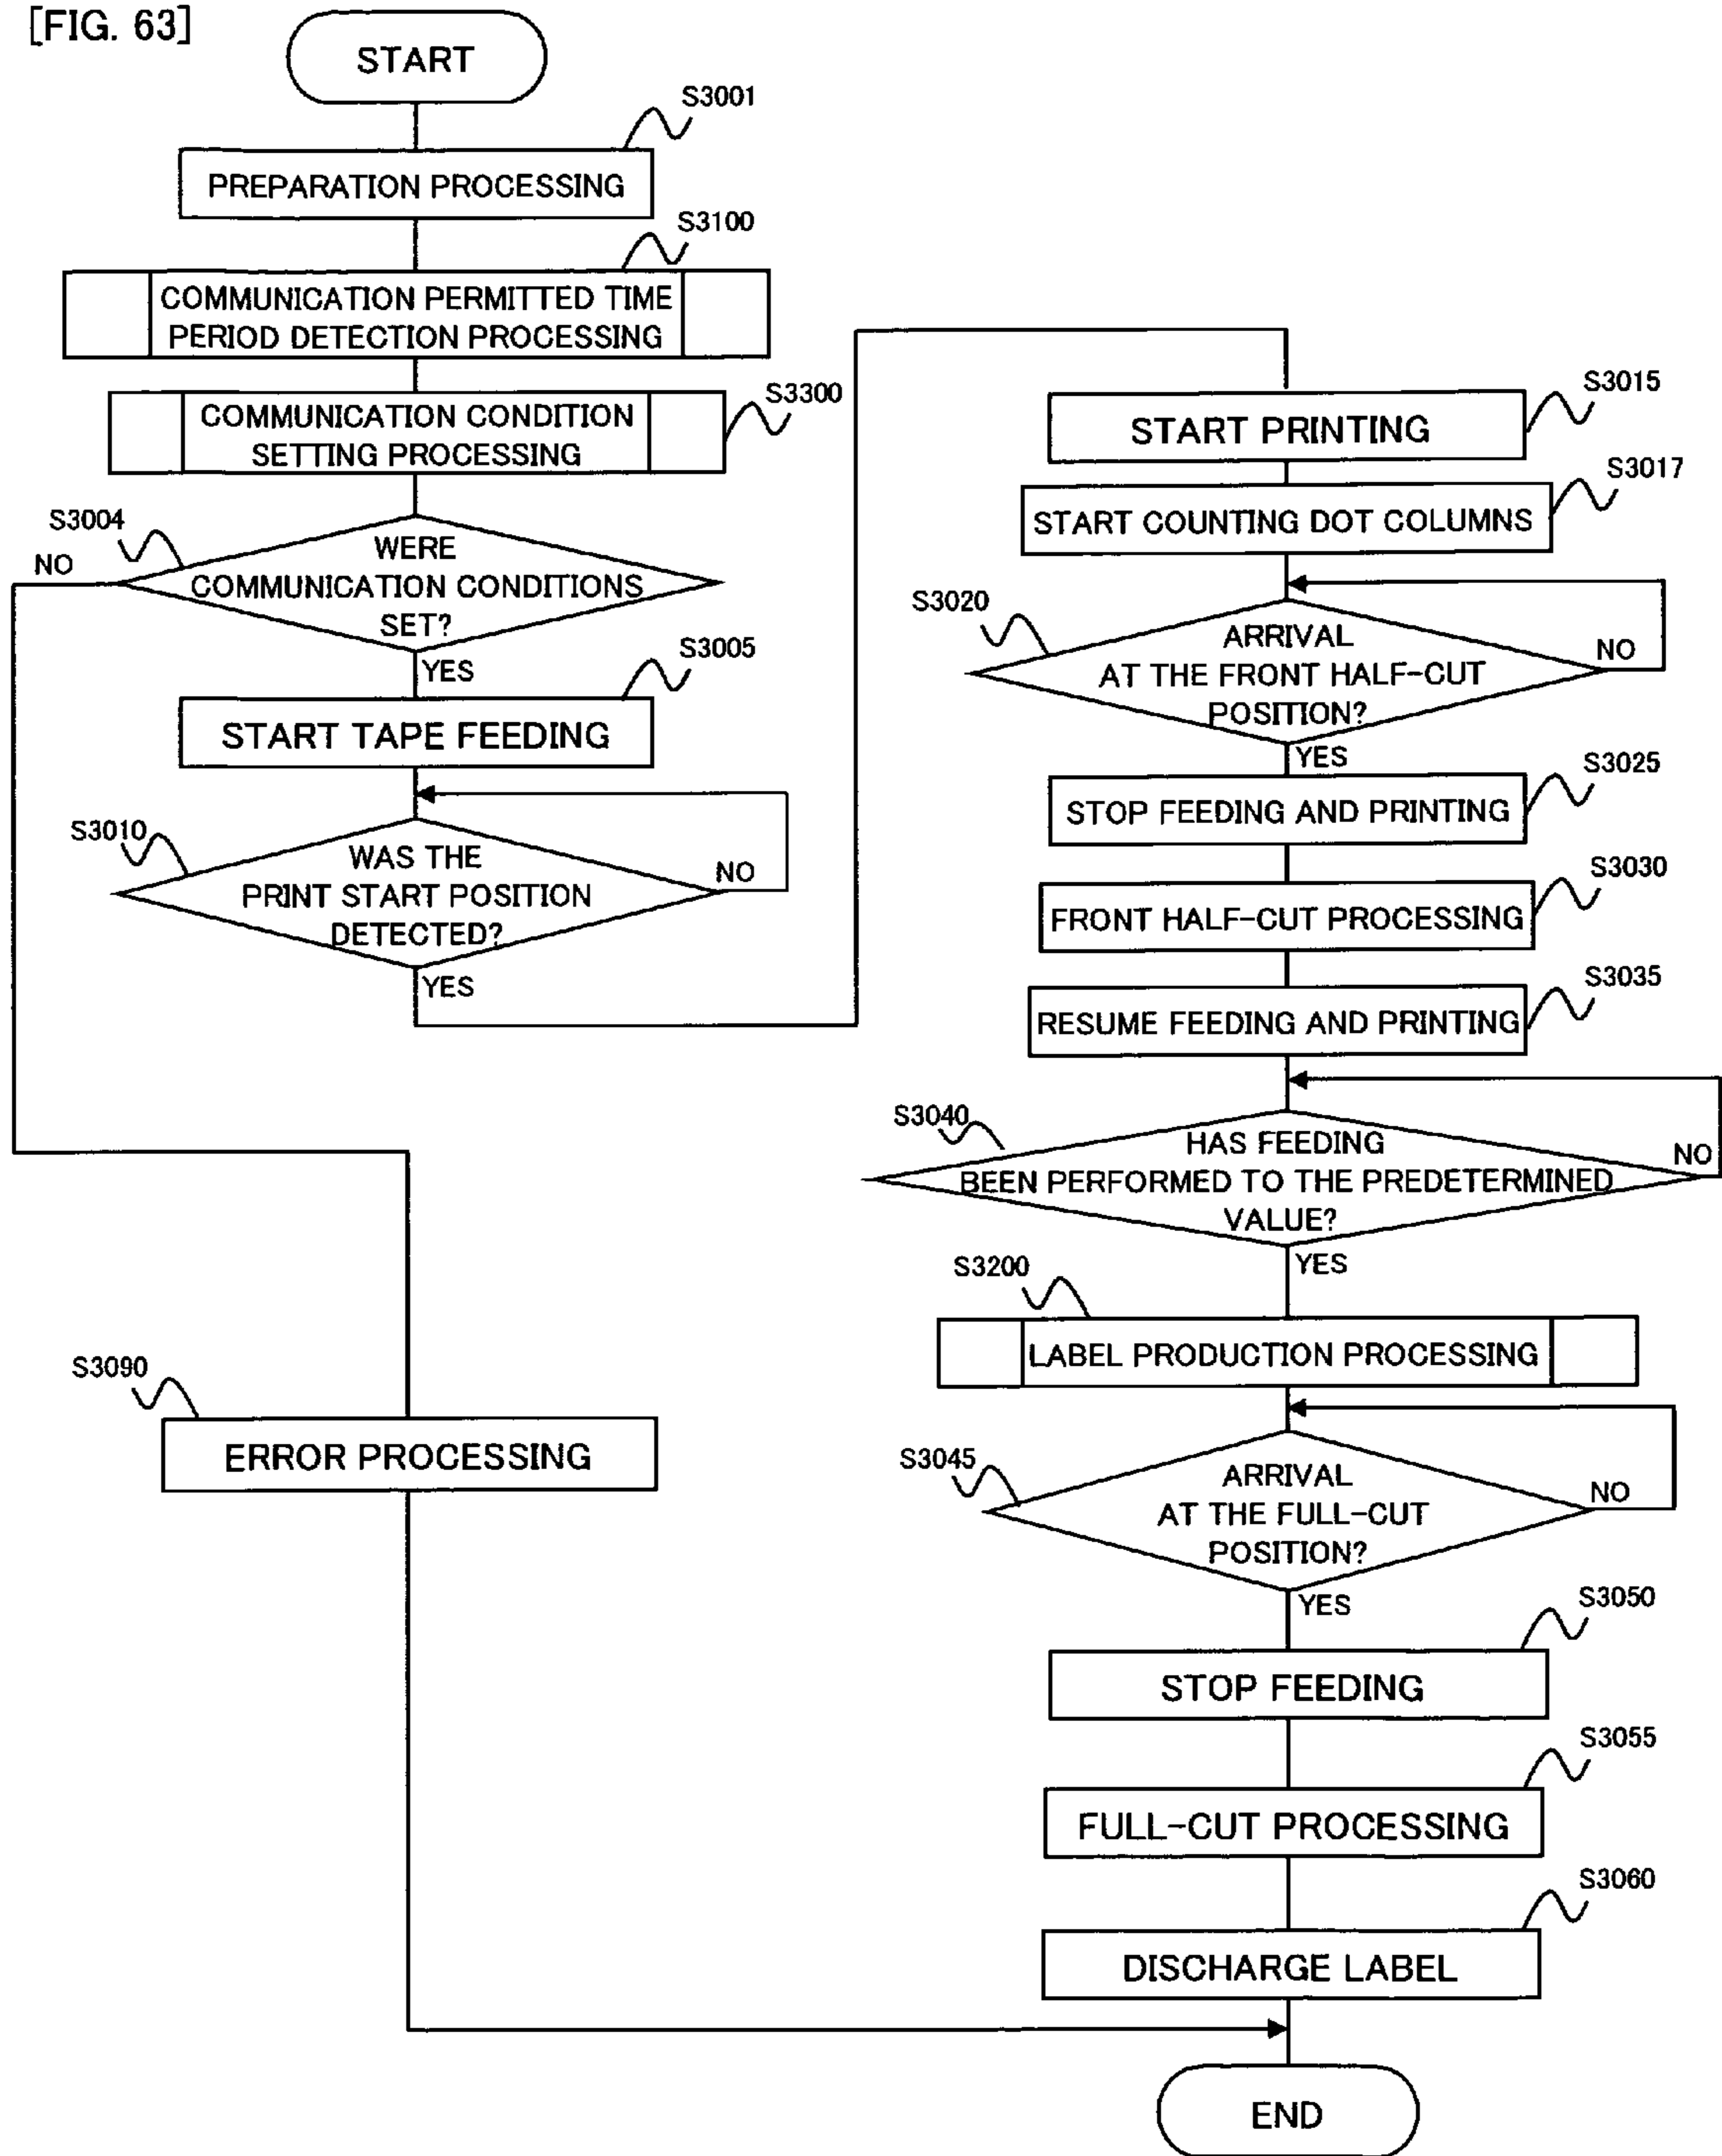 [FIG. 63]
START
S3001
PREPARATION PROCESSING
S3100
COMMUNICATION PERMITTED TIME
PERIOD DETECTION PROCESSING
S3300
COMMUNICATION CONDITION
SETTING PROCESSING
S3004
NO
WERE
COMMUNICATION CONDITIONS
SET?
YES
S3005
START TAPE FEEDING
S3010
WAS THE
PRINT START POSITION
DETECTED?
NO
YES
S3090
ERROR PROCESSING
S3015
START PRINTING
S3017
START COUNTING DOT COLUMNS
S3020
ARRIVAL
AT THE FRONT HALF-CUT
POSITION?
NO
YES
S3025
STOP FEEDING AND PRINTING
S3030
FRONT HALF-CUT PROCESSING
S3035
RESUME FEEDING AND PRINTING
S3040
HAS FEEDING
BEEN PERFORMED TO THE PREDETERMINED
VALUE?
NO
YES
S3200
LABEL PRODUCTION PROCESSING
S3045
ARRIVAL
AT THE FULL-CUT
POSITION?
NO
YES
S3050
STOP FEEDING
S3055
FULL-CUT PROCESSING
S3060
DISCHARGE LABEL
END